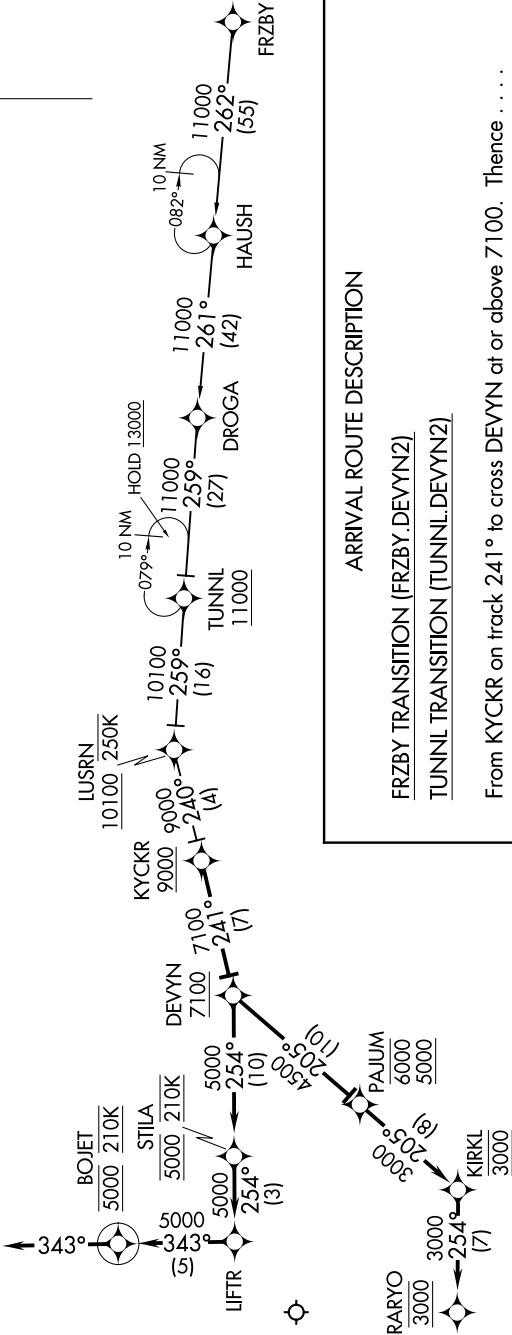 FRZBY
11000
262°
(55)
10 NM
082°
HAUSH
11000
261°
(42)
DROGA
HOLD 13000
11000
259°
(27)
10 NM
079°
TUNNL
11000
10100
259°
(16)
LUSRN
10100 250K
9000
240°
(4)
KYCKR
9000
7100
241°
(7)
DEVYN
7100
5000
254°
(10)
STILA
5000 210K
5000
254°
(3)
LIFTR
5000
343°
(5)
BOJET
5000 210K
343°
4500
205°
(10)
PAJUM
6000
5000
3000
205°
(8)
KIRKL
3000
3000
254°
(7)
RARYO
3000
ARRIVAL ROUTE DESCRIPTION
FRZBY TRANSITION (FRZBY.DEVYN2)
TUNNL TRANSITION (TUNNL.DEVYN2)
From KYCKR on track 241° to cross DEVYN at or above 7100. Thence . . . .